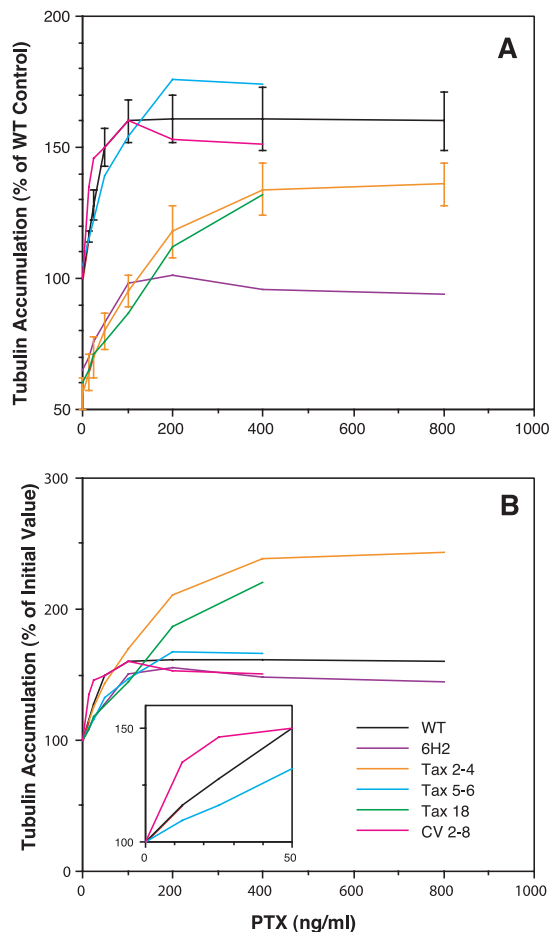 A
Tubulin Accumulation (% of WT Control)
200
150
100
50
0
200
400
600
800
1000
B
Tubulin Accumulation (% of Initial Value)
300
200
100
0
150
100
0
50
WT
6H2
Tax 2-4
Tax 5-6
Tax 18
CV 2-8
0
200
400
600
800
1000
PTX (ng/ml)